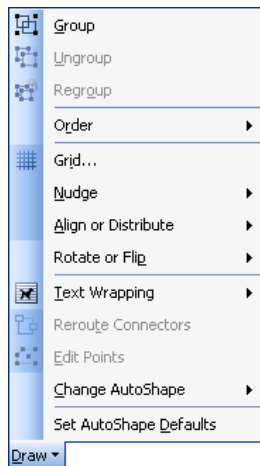 Group
Ungroup
Regroup
Order
Grid...
Nudge
Align or Distribute
Rotate or Flip
Text Wrapping
Reroute Connectors
Edit Points
Change AutoShape
Set AutoShape Defaults
Draw